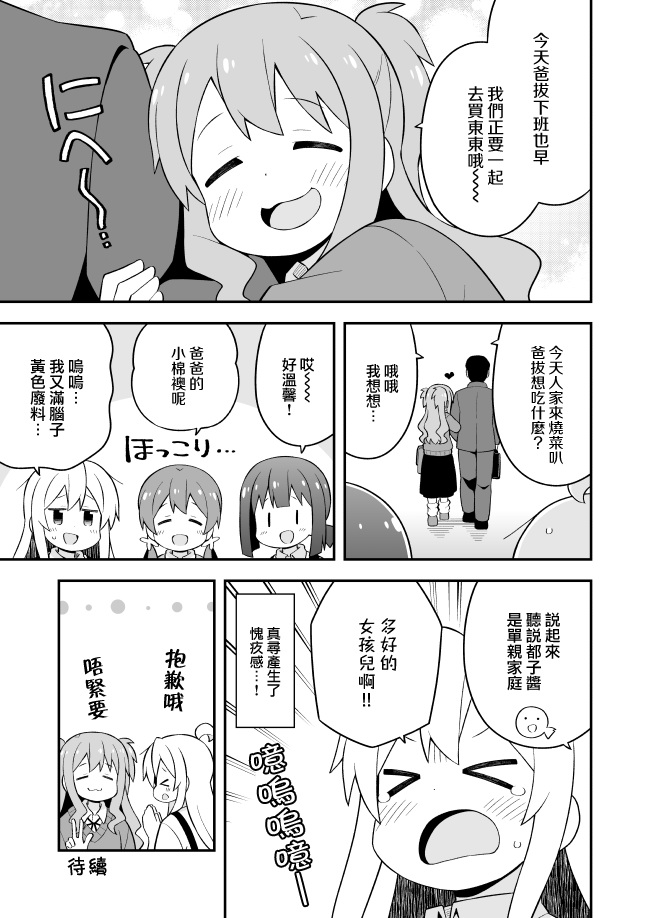 今天爸拔下班也早
我們正要一起
去買東東哦～～～
へへ～
今天人家來燒菜叭
爸拔想吃什麼？
哦哦
我想想…
哎～～
好溫馨！
爸爸的
小棉襖呢
嗚嗚…
我又滿腦子
黃色廢料…
ほっこり…
說起來
聽說都子醬
是單親家庭
多好的
女孩兒啊!!
真尋產生了
愧疚感…！
噫嗚嗚噫ー
抱歉哦
唔緊要
待續